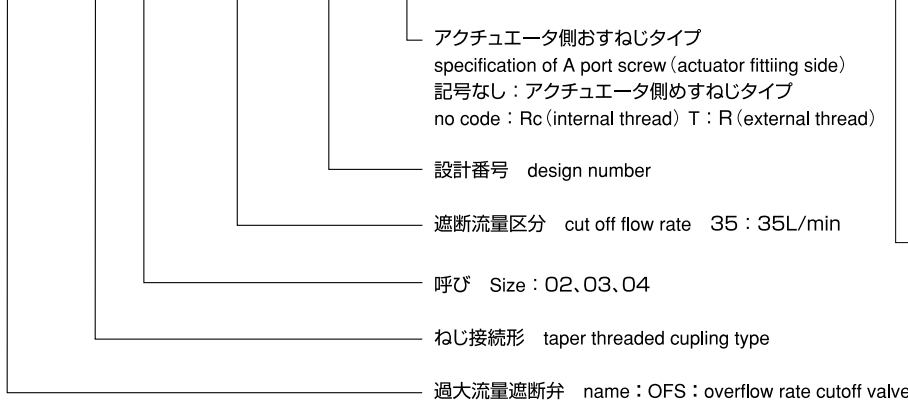 アクチュエータ側おすねじタイプ
specification of A port screw（actuator fittiing side）
記号なし：アクチュエータ側めすねじタイプ
no code：Rc（internal thread）T：R（external thread）
設計番号　design number
遮断流量区分　cut off flow rate　35：35L/min
呼び　Size：02、03、04
ねじ接続形　taper threaded cupling type
過大流量遮断弁　name：OFS：overflow rate cutoff valve